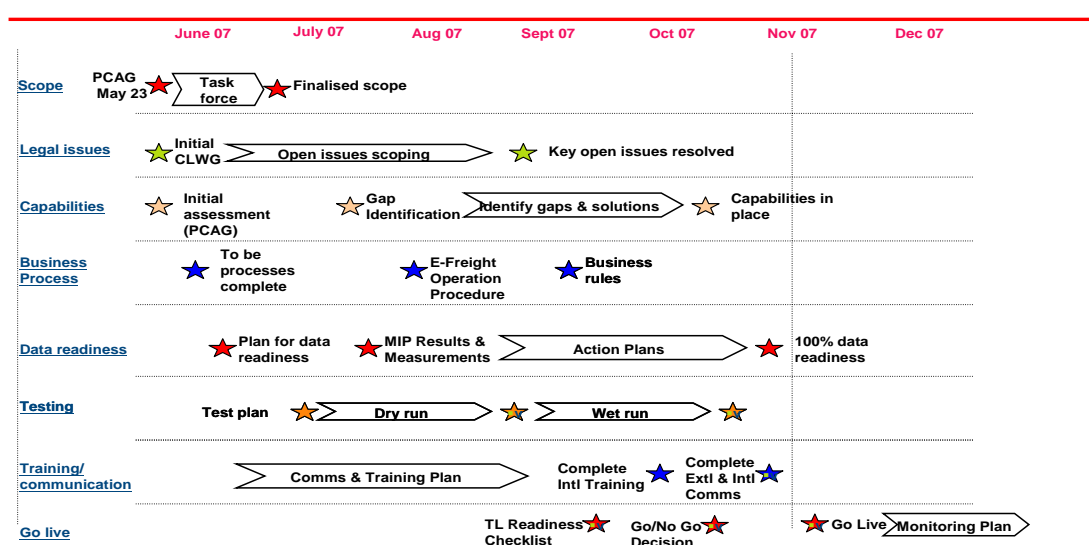 June 07
July 07
Aug 07
Sept 07
Oct 07
Nov 07
Dec 07
Scope
PCAG
May 23
Task
force
Finalised scope
Legal issues
Initial
CLWG
Open issues scoping
Key open issues resolved
Capabilities
Initial
assessment
(PCAG)
Gap
Identification
Identify gaps & solutions
Capabilities in
place
Business
Process
To be
processes
complete
E-Freight
Operation
Procedure
Business
rules
Data readiness
Plan for data
readiness
MIP Results &
Measurements
Action Plans
100% data
readiness
Testing
Test plan
Dry run
Wet run
Training/
communication
Comms & Training Plan
Complete
Intl Training
Complete
Extl & Intl
Comms
Go live
TL Readiness
Checklist
Go/No Go
Decision
Go Live
Monitoring Plan